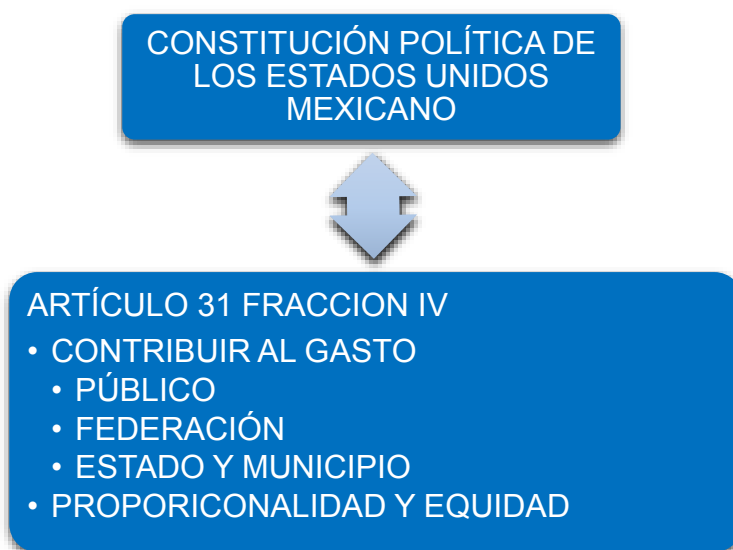 CONSTITUCIÓN POLÍTICA DE
LOS ESTADOS UNIDOS
MEXICANO
ARTÍCULO 31 FRACCION IV
• CONTRIBUIR AL GASTO
• PÚBLICO
• FEDERACIÓN
• ESTADO Y MUNICIPIO
• PROPORICONALIDAD Y EQUIDAD